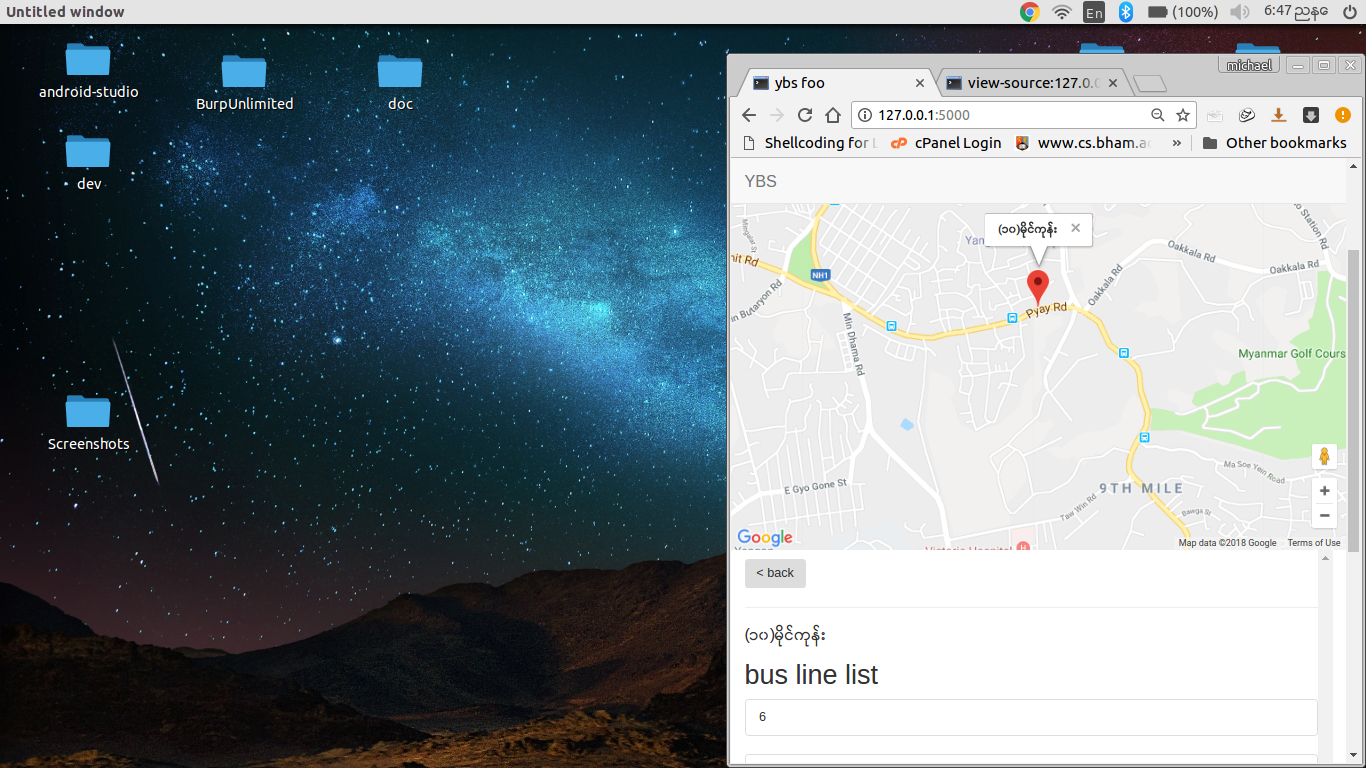 Untitled window
En
(100%)
6:47 ညနေ
android-studio
BurpUnlimited
doc
dev
Screenshots
michael
ybs foo
view-source:127.0.0
127.0.0.1:5000
Shellcoding for L
cPanel Login
www.cs.bham.ac
»
Other bookmarks
YBS
(၁၀)မိုင်ကုန်း
NH1
Pyay Rd
Oakkala Rd
Oakkala Rd
Oakkala Rd
Station Rd
Min Dhama Rd
in Butaryon Rd
Myanmar Golf Cours
E Gyo Gone St
9TH MILE
Ma Soe Yein Road
Taw Win Rd
Bawga St
Victoria Hospital
Google
Map data ©2018 Google
Terms of Use
< back
(၁၀)မိုင်ကုန်း
bus line list
6